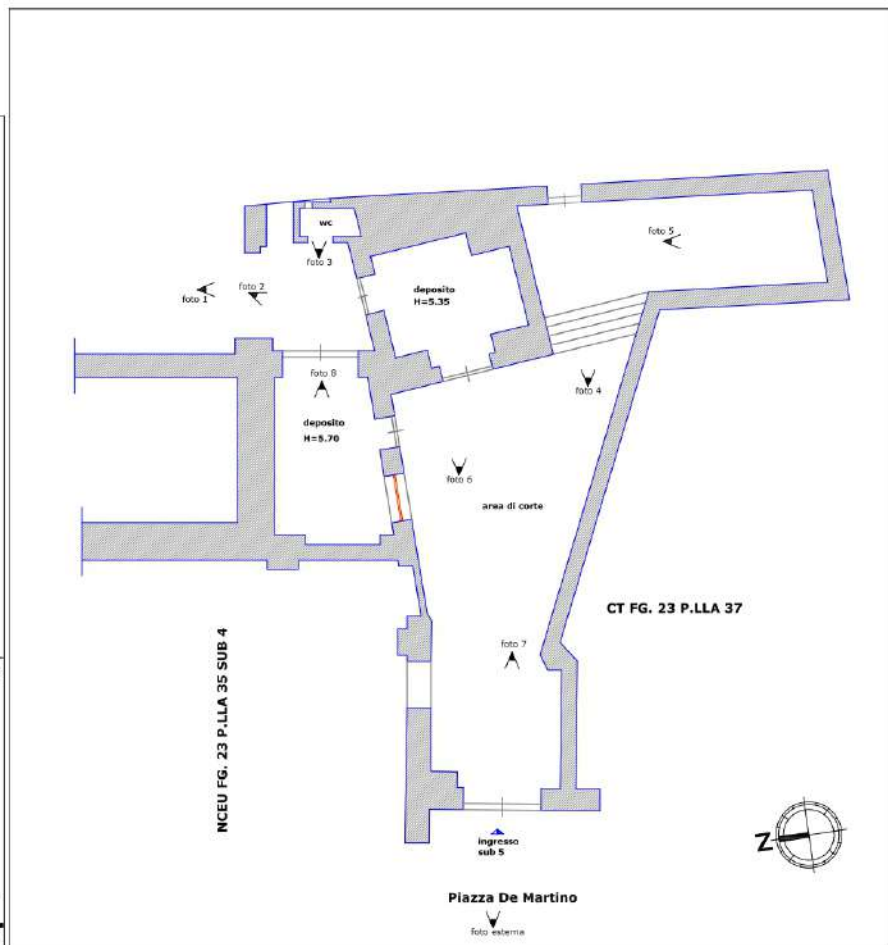 wc
foto 3
foto 5
foto 2
foto 1
deposito
H=5.35
foto 8
foto 4
deposito
H=5.70
foto 6
area di corte
CT FG. 23 P.LLA 37
NCEU FG. 23 P.LLA 35 SUB 4
foto 7
Z
ingresso
sub 5
Piazza De Martino
foto esterna